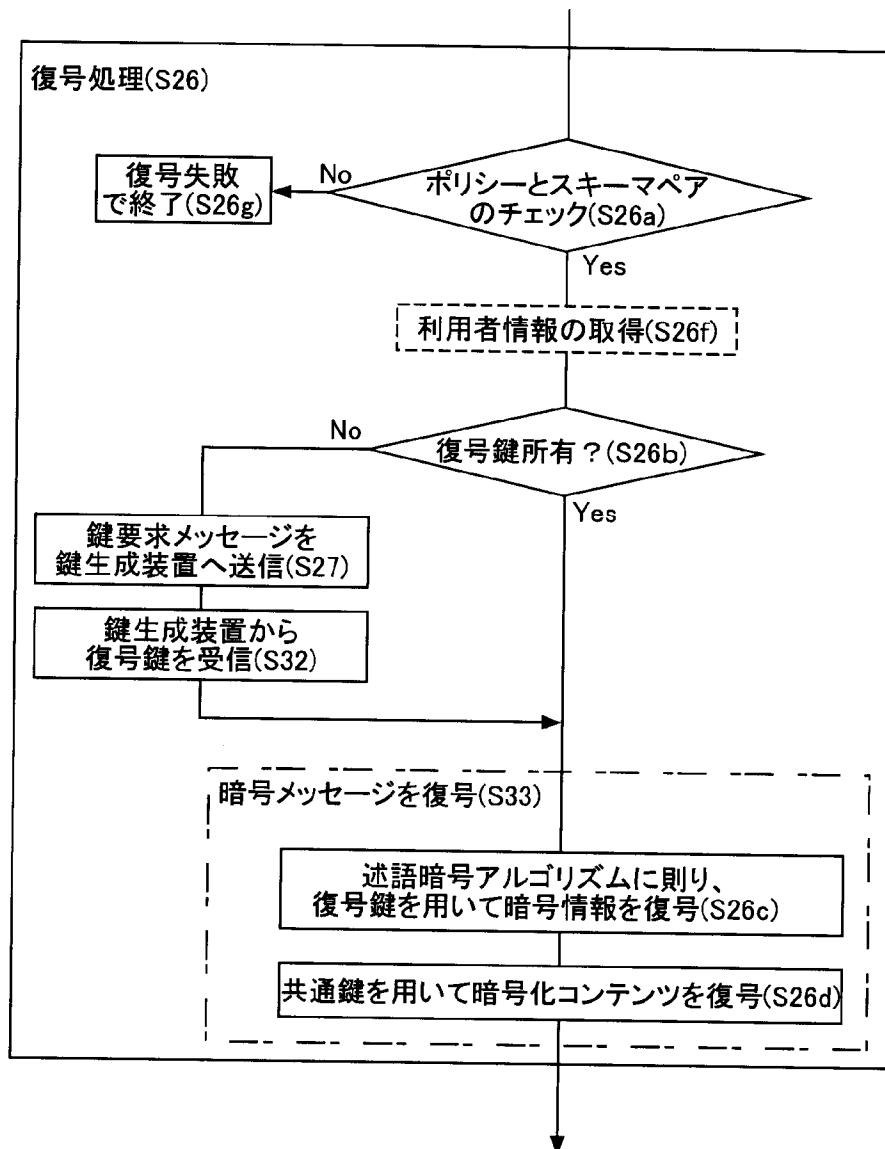 復号処理(S26)
復号失敗
で終了(S26g)
No
ポリシーとスキーマペア
のチェック(S26a)
Yes
利用者情報の取得(S26f)
No
復号鍵所有？(S26b)
Yes
鍵要求メッセージを
鍵生成装置へ送信(S27)
鍵生成装置から
復号鍵を受信(S32)
暗号メッセージを復号(S33)
述語暗号アルゴリズムに則り、
復号鍵を用いて暗号情報を復号(S26c)
共通鍵を用いて暗号化コンテンツを復号(S26d)